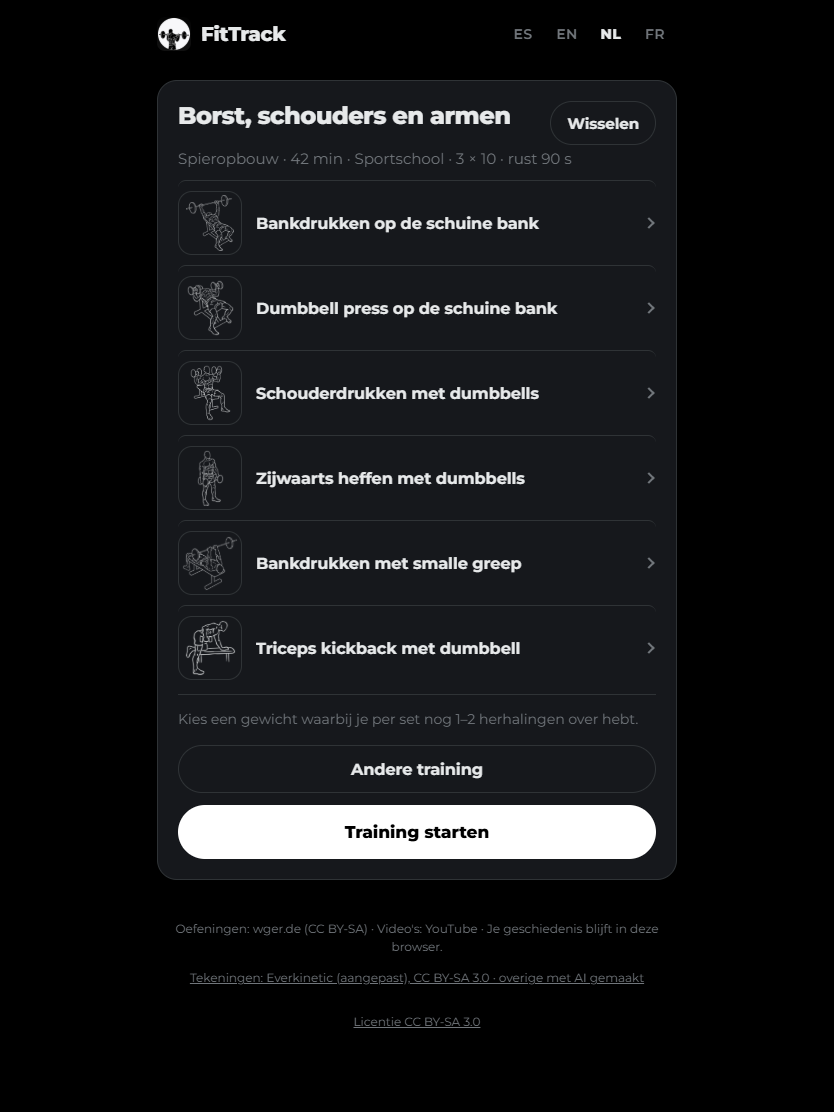 FitTrack
ES EN NL FR
Borst, schouders en armen
Wisselen
Spieropbouw · 42 min · Sportschool · 3 × 10 · rust 90 s
Bankdrukken op de schuine bank
Dumbbell press op de schuine bank
Schouderdrukken met dumbbells
Zijwaarts heffen met dumbbells
Bankdrukken met smalle greep
Triceps kickback met dumbbell
Kies een gewicht waarbij je per set nog 1–2 herhalingen over hebt.
Andere training
Training starten
Oefeningen: wger.de (CC BY-SA) · Video's: YouTube · Je geschiedenis blijft in deze
browser.
Tekeningen: Everkinetic (aangepast), CC BY-SA 3.0 · overige met AI gemaakt
Licentie CC BY-SA 3.0